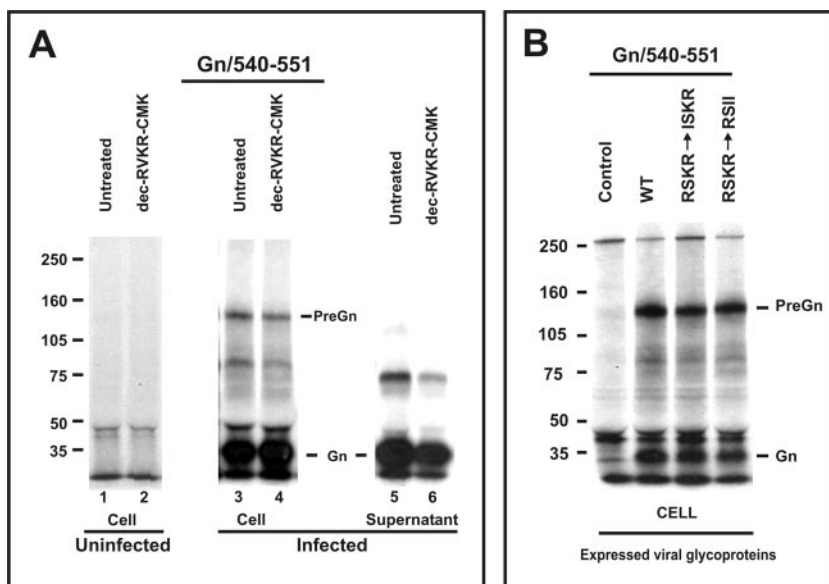 A
Gn/540-551
Untreated
dec-RVKR-CMK
Untreated
dec-RVKR-CMK
Untreated
dec-RVKR-CMK
250
160
105
75
50
35
PreGn
Gn
1 2 3 4 5 6
Cell Cell Supernatant
Uninfected Infected
B
Gn/540-551
Control
WT
RSKR→ISKR
RSKR→RSII
250
160
105
75
50
35
PreGn
Gn
CELL
Expressed viral glycoproteins